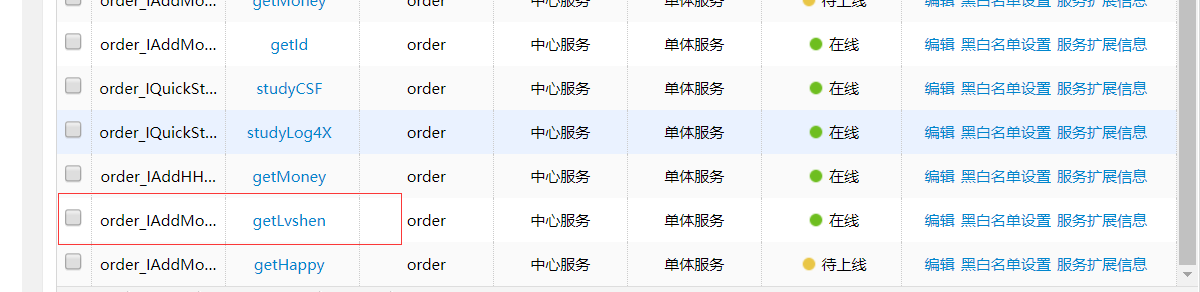 order_IAddMo... getMoney order 中心服务 单体服务 待上线 编辑 黑白名单设置 服务扩展信息
order_IAddMo... getId order 中心服务 单体服务 在线 编辑 黑白名单设置 服务扩展信息
order_IQuickSt... studyCSF order 中心服务 单体服务 在线 编辑 黑白名单设置 服务扩展信息
order_IQuickSt... studyLog4X order 中心服务 单体服务 在线 编辑 黑白名单设置 服务扩展信息
order_IAddHH... getMoney order 中心服务 单体服务 在线 编辑 黑白名单设置 服务扩展信息
order_IAddMo... getLvshen order 中心服务 单体服务 在线 编辑 黑白名单设置 服务扩展信息
order_IAddMo... getHappy order 中心服务 单体服务 待上线 编辑 黑白名单设置 服务扩展信息